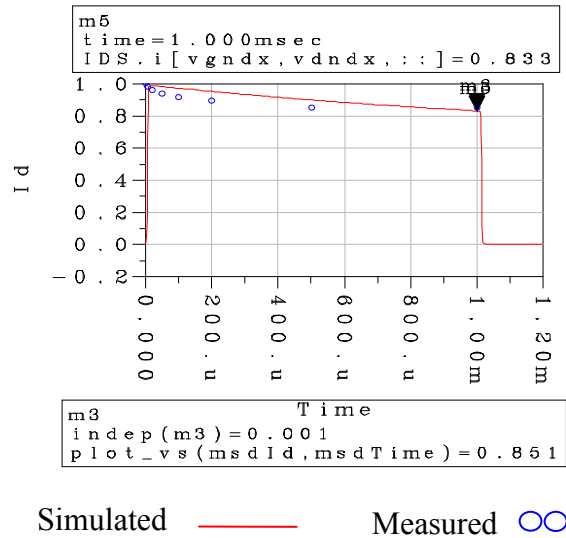 m5
time=1.000msec
IDS.i[vgndx,vdndx,::]=0.833
1.0
0.8
0.6
0.4
0.2
0.0
-0.2
Id
0.000
200.u
400.u
600.u
800.u
1.00m
1.20m
Time
m3
indep(m3)=0.001
plot_vs(msdId,msdTime)=0.851
Simulated
Measured